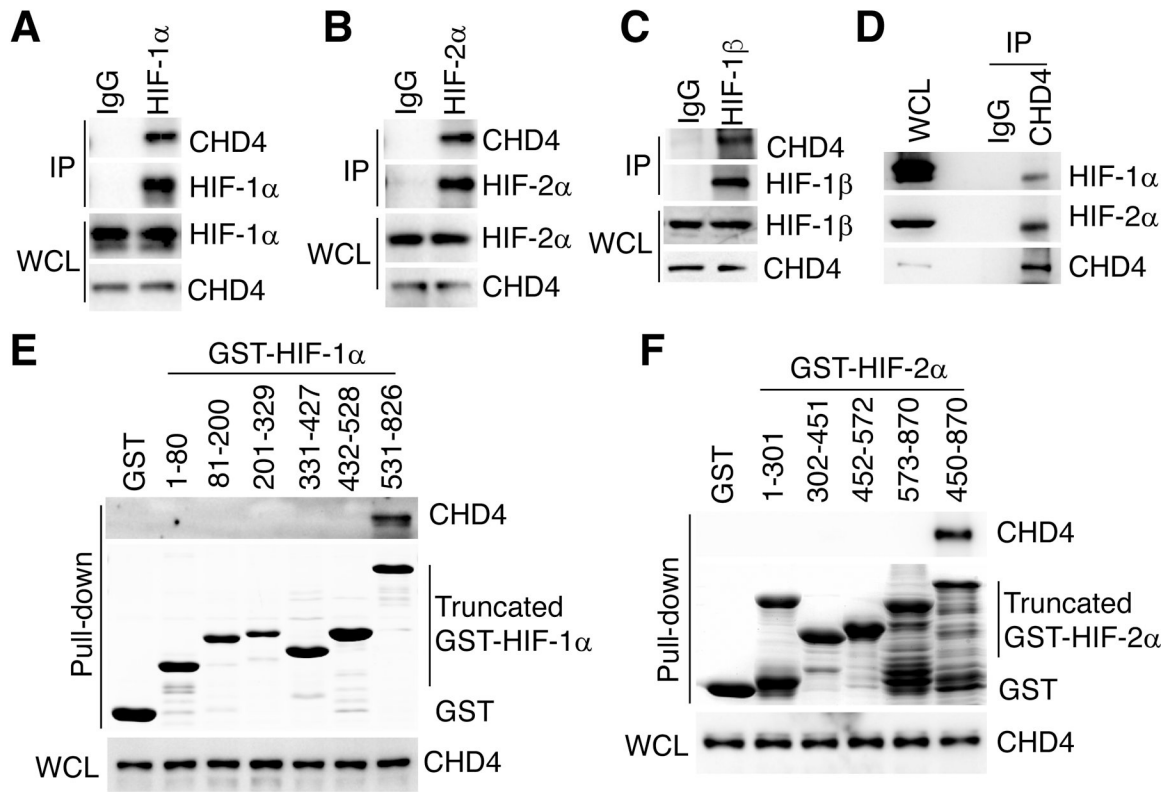 A
IgG
HIF-1α
IP
CHD4
HIF-1α
WCL
HIF-1α
CHD4
B
IgG
HIF-2α
IP
CHD4
HIF-2α
WCL
HIF-2α
CHD4
C
IgG
HIF-1β
IP
CHD4
HIF-1β
WCL
HIF-1β
CHD4
D
IP
WCL
IgG
CHD4
HIF-1α
HIF-2α
CHD4
E
GST-HIF-1α
GST
1-80
81-200
201-329
331-427
432-528
531-826
Pull-down
CHD4
Truncated
GST-HIF-1α
GST
WCL
CHD4
F
GST-HIF-2α
GST
1-301
302-451
452-572
573-870
450-870
Pull-down
CHD4
Truncated
GST-HIF-2α
GST
WCL
CHD4